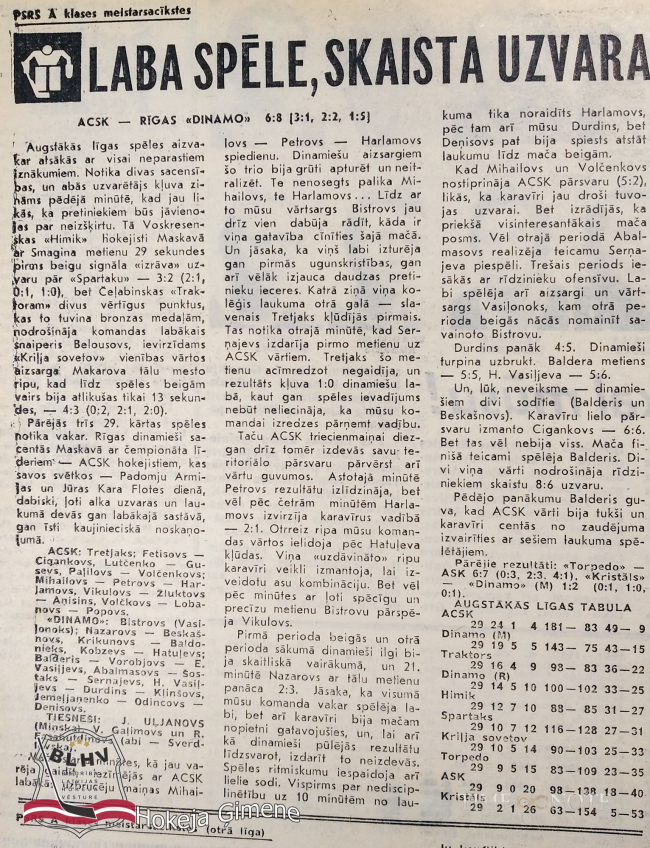 PSRS A klases meistarsacīkstes
LABA SPĒLE, SKAISTA UZVARA
ACSK — RĪGAS «DINAMO» 6:8 (3:1, 2:2, 1:5)
Augstākās līgas spēles aizva-
kar atsākās ar visai neparastiem
iznākumiem. Notika divas sacensī-
bas, un abās uzvarētājs kļuva zi-
nāms pēdējā minūtē, kad jau li-
kās, ka pretiniekiem būs jāvieno-
jas par neizšķirtu. Tā Voskresen-
skas «Himik» hokejisti Maskavā
ar Smagina metienu 29 sekundes
pirms beigu signāla «izrāva» uz-
varu pār «Spartaku» — 3:2 (2:1,
0:1, 1:0), bet Čeļabinskas «Trak-
toram» divus vērtīgus punktus,
kas to tuvina bronzas medaļām,
nodrošināja komandas labākais
snaiperis Belousovs, ievirzīdams
«Kriļja sovetov» vienības vārtos
aizsarga Makarova tālu mesto
ripu, kad līdz spēles beigām
vairs bija atlikušas tikai 13 sekun-
des, — 4:3 (0:2, 2:1, 2:0).
Pārējās trīs 29. kārtas spēles
notika vakar. Rīgas dinamieši sa-
centās Maskavā ar čempionāta lī-
deriem — ACSK hokejistiem, kas
savos svētkos — Padomju Armi-
jas un Jūras Kara Flotes dienā,
dabiski, ļoti alka uzvaras un lau-
kumā devās gan labākajā sastāvā,
gan īsti kaujinieciskā noskaņo-
jumā.
ACSK: Tretjaks; Fetisovs —
Cigankovs, Lutčenko — Gu-
sevs, Paļilovs — Volčenkovs;
Mihailovs — Petrovs — Har-
lamovs, Vikulovs — Žluktovs
— Aņisins, Volčkovs — Loba-
novs — Popovs.
«DINAMO»: Bistrovs (Vasi-
ļonoks); Nazarovs — Beskaš-
novs, Krikunovs — Baldo-
nieks, Kobzevs — Hatuļevs;
Balderis — Vorobjovs — E.
Vasiļjevs, Abalmasovs — Šos-
taks — Sernajevs, H. Vasiļ-
jevs — Durdins — Kļinšovs,
Jemeļjaņenko — Odincovs —
Deņisovs.
TIESNEŠI: J. UĻJANOVS
(Minska), V. Gaļimovs un R.
(abi — Sverd-
minūtēs, kā jau va-
rēja gaidīt, iezīmējās ar ACSK
labāk uzbrucēju maiņas Mihai-
lovs — Petrovs — Harlamovs
spiedienu. Dinamiešu aizsargiem
šo trio bija grūti apturēt un neit-
ralizēt. Te nenosegts palika Mi-
hailovs, te Harlamovs... Līdz ar
to mūsu vārtsargs Bistrovs jau
drīz vien dabūja rādīt, kāda ir
viņa gatavība cīnīties šajā mačā.
Un jāsaka, ka viņš labi izturēja
gan pirmās ugunskristības, gan
arī vēlāk izjauca daudzas preti-
nieku ieceres. Katrā ziņā viņa ko-
lēģis laukuma otrā galā — sla-
venais Tretjaks kļūdījās pirmais.
Tas notika otrajā minūtē, kad Ser-
ņajevs izdarīja pirmo metienu uz
ACSK vārtiem. Tretjaks šo me-
tienu acīmredzot negaidīja, un
rezultāts kļuva 1:0 dinamiešu la-
bā, kaut gan spēles ievadījums
nebūt neliecināja, ka mūsu ko-
mandai izredzes pārņemt vadību.
Taču ACSK triecienmaiņai diez-
gan drīz tomēr izdevās savu te-
ritoriālo pārsvaru pārvērst arī
vārtu guvumos. Astotajā minūtē
Petrovs rezultātu izlīdzināja, bet
vēl pēc četrām minūtēm Harla-
movs izvirzīja karavīrus vadībā
— 2:1. Otrreiz ripa mūsu koman-
das vārtos ielidoja pēc Hatuļeva
kļūdas. Viņa «uzdāvināto» ripu
karavīri veikli izmantoja, lai iz-
veidotu asu kombināciju. Bet vēl
pēc minūtes ar ļoti spēcīgu un
precīzu metienu Bistrovu pārspē-
ja Vikulovs.
Pirmā perioda beigās un otrā
perioda sākumā dinamieši ilgi bi-
ja skaitliskā vairākumā, un 21.
minūtē Nazarovs ar tālu metienu
panāca 2:3. Jāsaka, ka visumā
mūsu komanda vakar spēlēja la-
bi, bet arī karavīri bija mačam
nopietni gatavojušies, un, lai arī
kā dinamieši pūlējās rezultātu
līdzsvarot, izdarīt to neizdevās.
Spēles ritmiskumu iespaidoja arī
lielie sodi. Vispirms par nediscip-
linētību uz 10 minūtēm no lau-
kuma tika noraidīts Harlamovs,
pēc tam arī mūsu Durdins, bet
Deņisovs pat bija spiests atstāt
laukumu līdz mača beigām.
Kad Mihailovs un Volčenkovs
nostiprināja ACSK pārsvaru (5:2),
likās, ka karavīri jau droši tuvo-
jas uzvarai. Bet izrādījās, ka
priekšā visinteresantākais mača
posms. Vēl otrajā periodā Abal-
masovs realizēja teicamu Serņa-
jeva piespēli. Trešais periods ie-
sākās ar rīdzinieku ofensīvu. La-
bi spēlēja arī aizsargi un vārt-
sargs Vasiļonoks, kam otrā pe-
rioda beigās nācās nomainīt sa-
vainoto Bistrovu.
Durdins panāk 4:5. Dinamieši
turpina uzbrukt. Baldera metiens
— 5:5, H. Vasiļjeva — 5:6.
Un, lūk, neveiksme — dinamie-
šiem divi sodītie (Balderis un
Beskašnovs). Karavīru lielo pār-
svaru izmanto Cigankovs — 6:6.
Bet tas vēl nebija viss. Mača fi-
nišā teicami spēlēja Balderis. Di-
vi viņa vārti nodrošināja rīdzi-
niekiem skaistu 8:6 uzvaru.
Pēdējo panākumu Balderis gu-
va, kad ACSK vārti bija tukši un
karavīri centās no zaudējuma
izvairīties ar sešiem laukuma spē-
lētājiem.
Pārējie rezultāti: «Torpedo» —
ASK 6:7 (0:3, 2:3, 4:1), «Kristāls»
— «Dinamo» (M) 1:2 (0:1, 1:0,
0:1).
AUGSTĀKĀS LĪGAS TABULA
ACSK
29 24 1 4 181— 83 49— 9
Dinamo (M)
29 19 5 5 143— 75 43—15
Traktors
29 16 4 9 98— 83 36—22
Dinamo (R)
29 14 5 10 100—102 33—25
Himik
29 12 7 10 88— 85 31—27
Spartaks
29 10 7 12 116—128 27—31
Kriļja sovetov
29 10 5 14 90—103 25—33
Torpedo
29 9 5 15 83—109 23—35
ASK
29 9 0 20 98—138 18—40
Kristāls
29 2 1 26 63—154 5—53
BLHV
Hokeja Ģimene
PSRS A klases meistarsacīkstes (otrā līga)